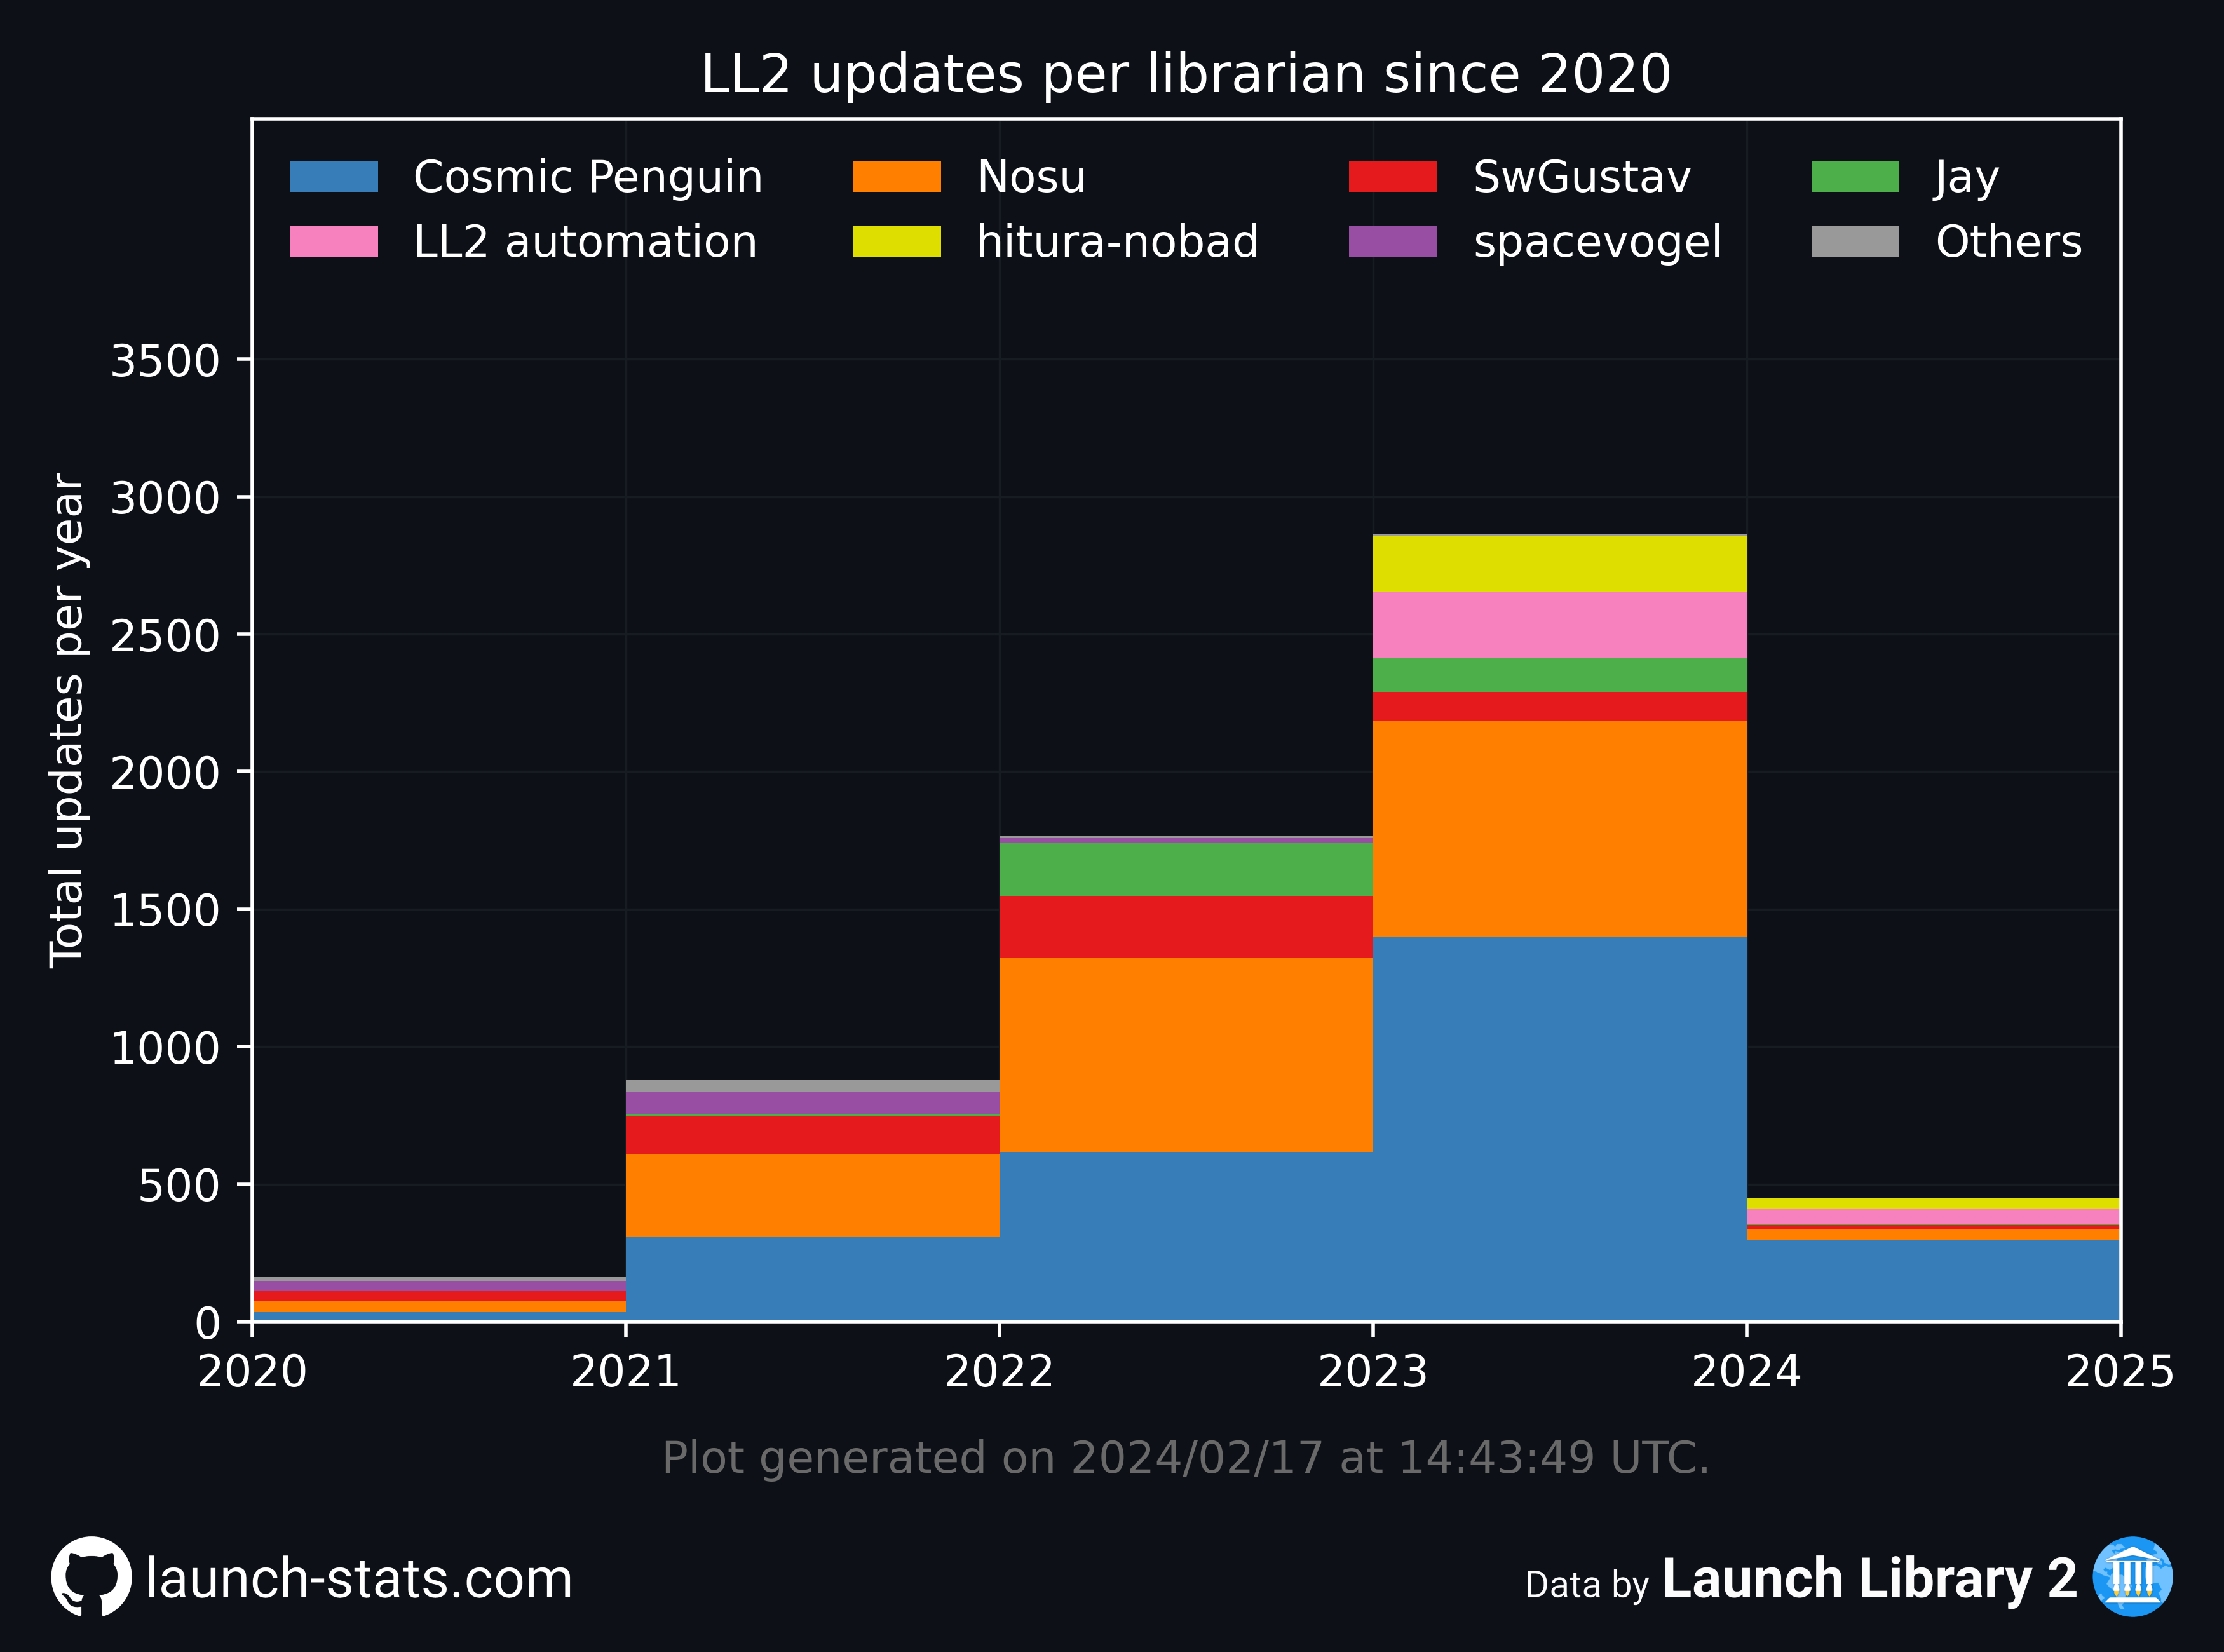 LL2 updates per librarian since 2020
Cosmic Penguin
Nosu
SwGustav
Jay
LL2 automation
hitura-nobad
spacevogel
Others
Total updates per year
3500
3000
2500
2000
1500
1000
500
0
2020 2021 2022 2023 2024 2025
Plot generated on 2024/02/17 at 14:43:49 UTC.
launch-stats.com
Data by Launch Library 2